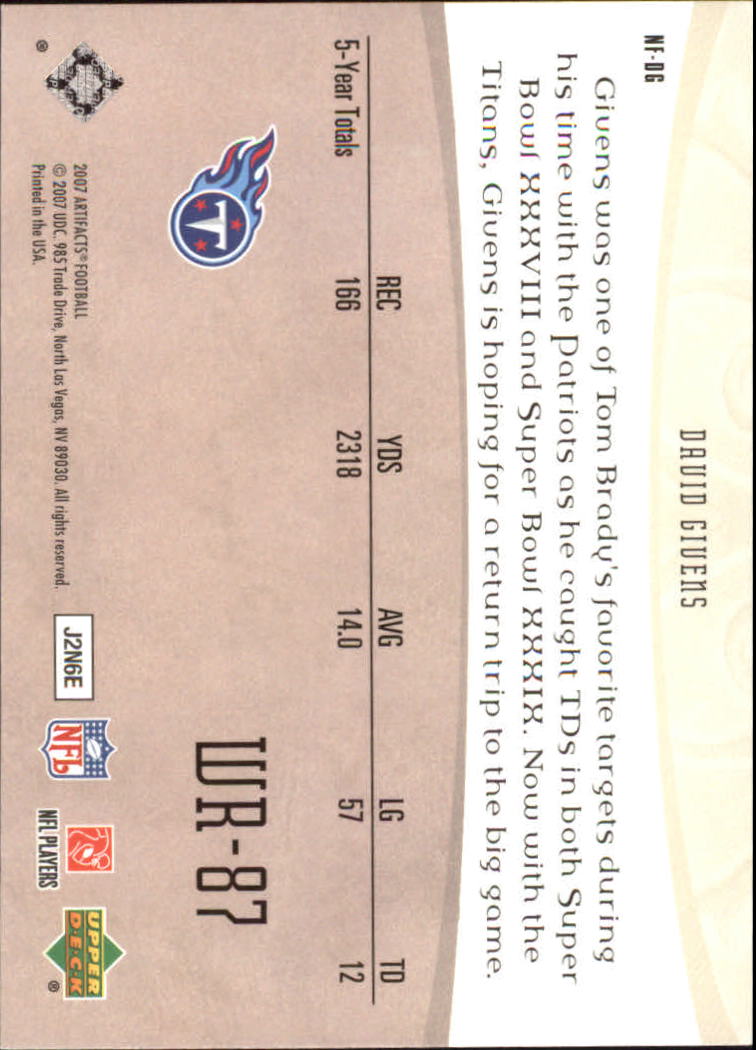 NF-DG
DAVID GIVENS
Givens was one of Tom Brady's favorite targets during
his time with the Patriots as he caught TDs in both Super
Bowl XXXVIII and Super Bowl XXXIX. Now with the
Titans, Givens is hoping for a return trip to the big game.
REC YDS AVG LG TD
5-Year Totals 166 2318 14.0 57 12
T
WR-87
2007 ARTIFACTS® FOOTBALL
© 2007 UDC. 985 Trade Drive, North Las Vegas, NV 89030. All rights reserved.
Printed in the USA.
®
J2N6E
NFL
NFL PLAYERS
UPPER
D.E.C.K
®